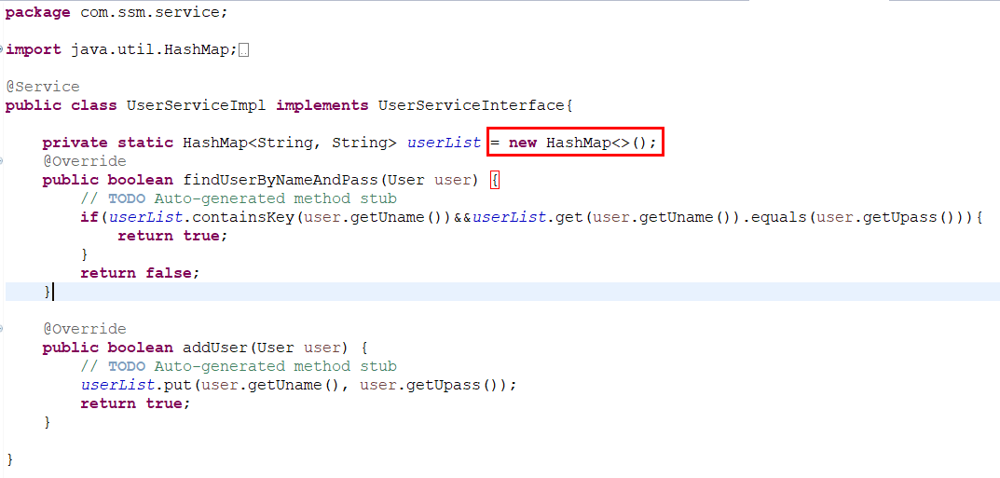 package com.ssm.service;
import java.util.HashMap;
@Service
public class UserServiceImpl implements UserServiceInterface{
    private static HashMap<String, String> userList = new HashMap<>();
    @Override
    public boolean findUserByNameAndPass(User user) {
        // TODO Auto-generated method stub
        if(userList.containsKey(user.getUname())&&userList.get(user.getUname()).equals(user.getUpass())){
            return true;
        }
        return false;
    }
    @Override
    public boolean addUser(User user) {
        // TODO Auto-generated method stub
        userList.put(user.getUname(), user.getUpass());
        return true;
    }
}